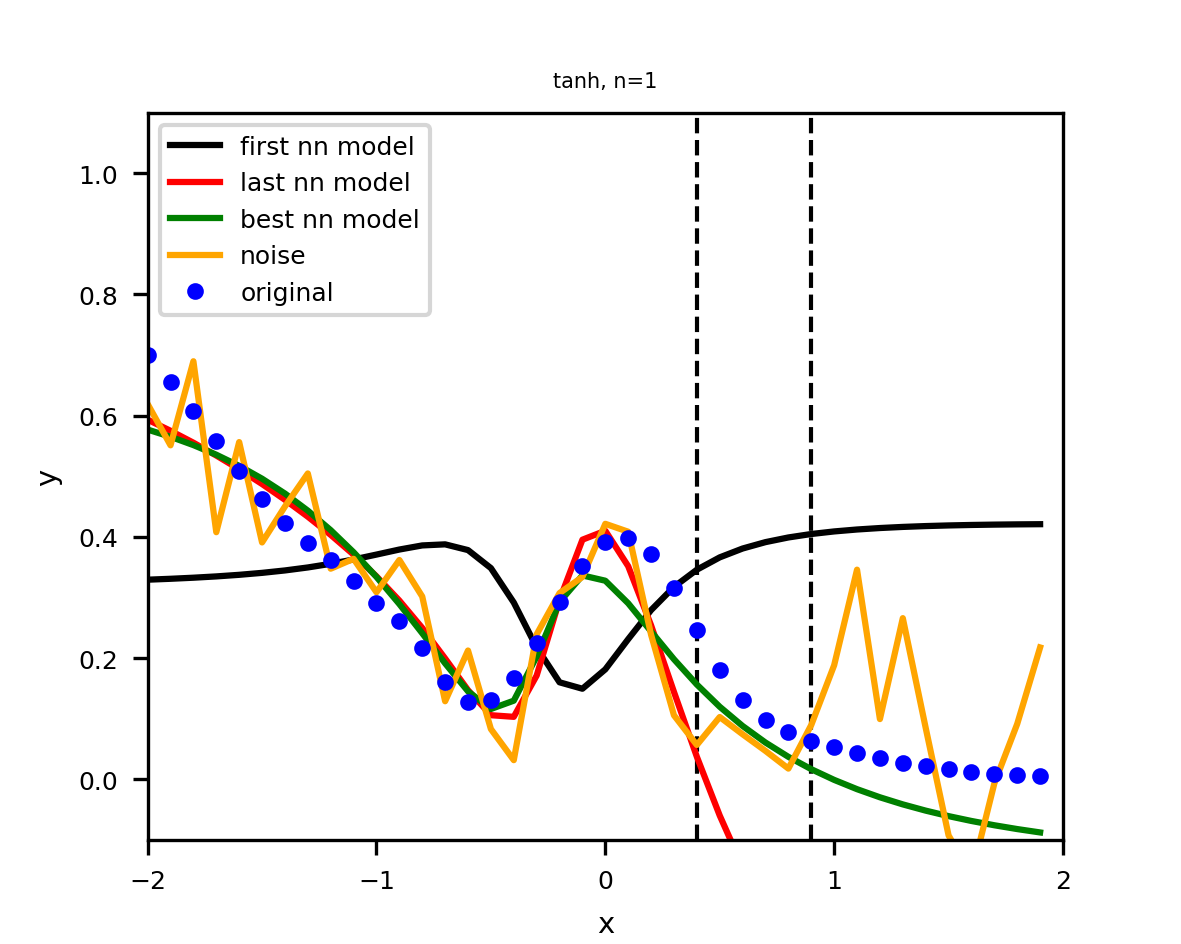 tanh, n=1
first nn model
last nn model
best nn model
noise
original
y
1.0
0.8
0.6
0.4
0.2
0.0
−2
−1
0
1
2
x